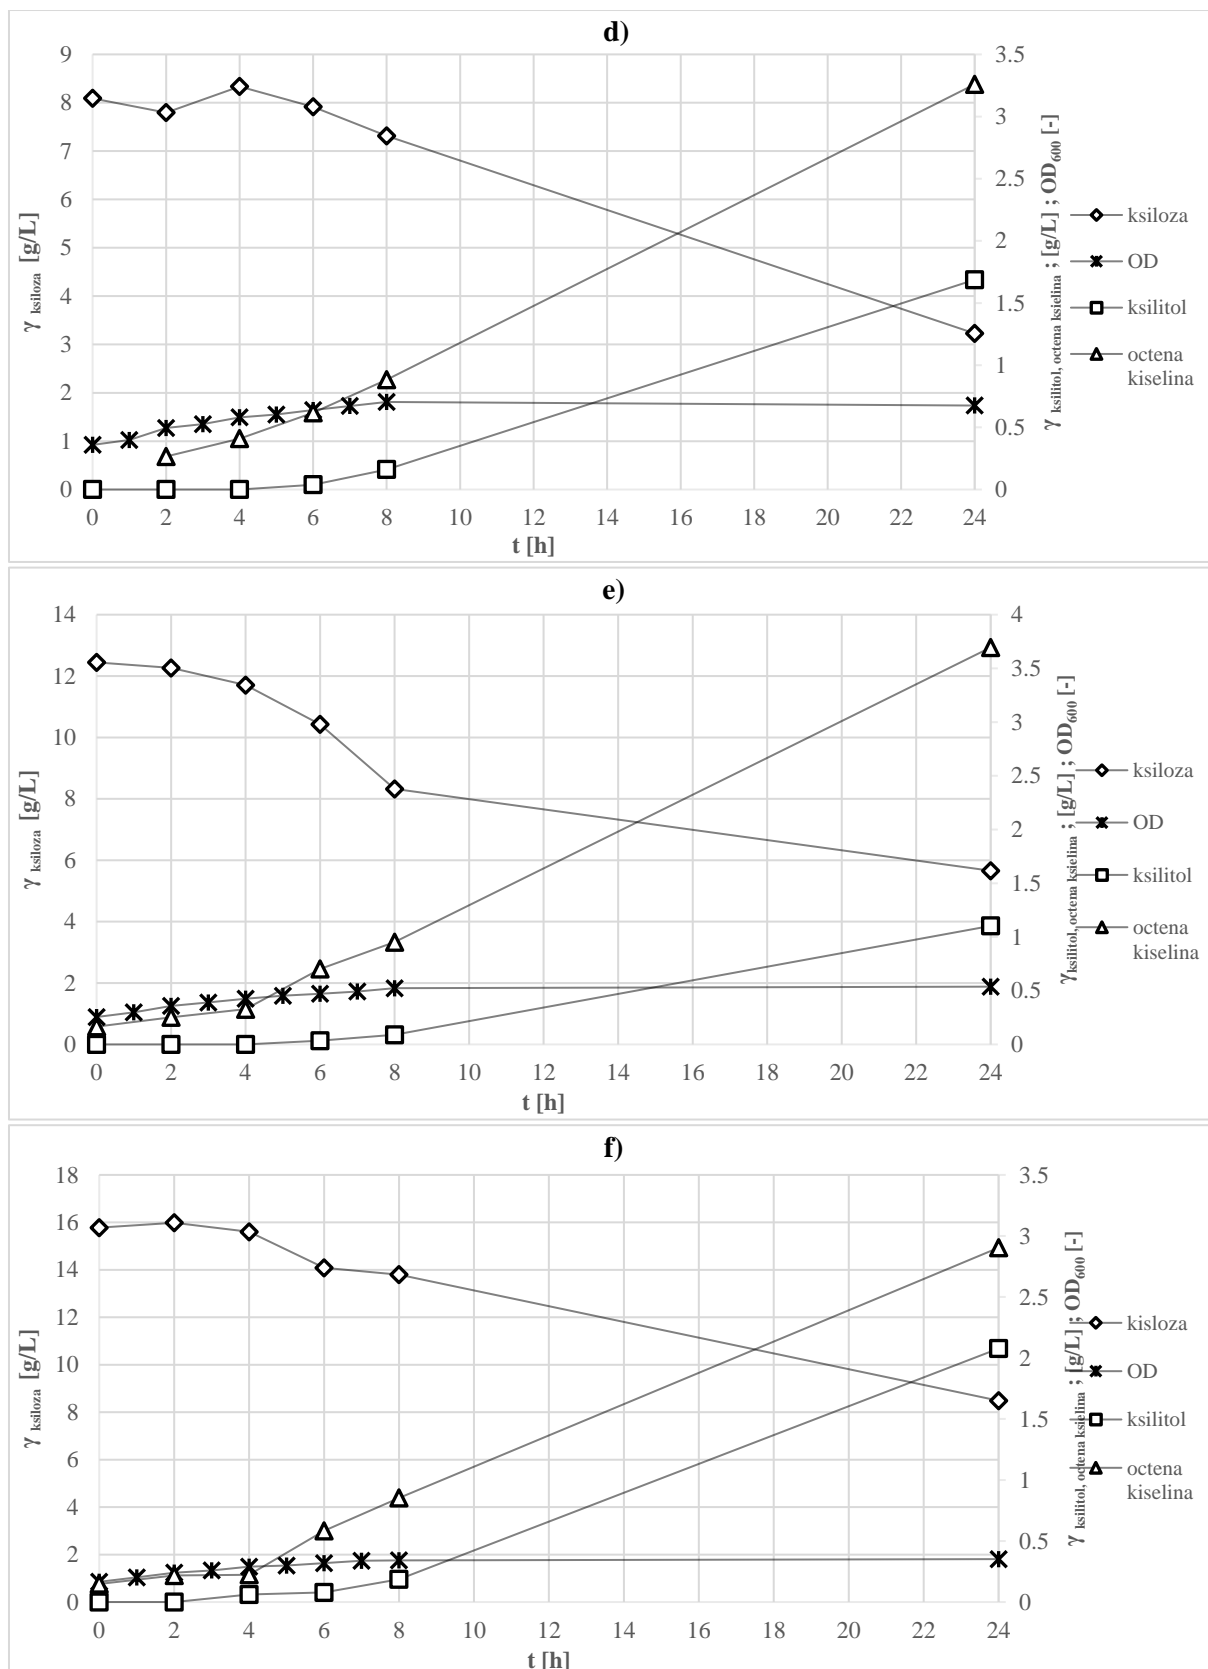 d)
9
8
7
6
5
4
3
2
1
0
γ ksiloza [g/L]
3.5
3
2.5
2
1.5
1
0.5
0
γ ksilitol, octena ksielina ; [g/L] ; OD600 [-]
0 2 4 6 8 10 12 14 16 18 20 22 24
t [h]
ksiloza
OD
ksilitol
octena
kiselina
e)
14
12
10
8
6
4
2
0
γ ksiloza [g/L]
4
3.5
3
2.5
2
1.5
1
0.5
0
γksilitol, octena ksielina ; [g/L] ; OD600 [-]
0 2 4 6 8 10 12 14 16 18 20 22 24
t [h]
ksiloza
OD
ksilitol
octena
kiselina
f)
18
16
14
12
10
8
6
4
2
0
γ ksiloza [g/L]
3.5
3
2.5
2
1.5
1
0.5
0
γ ksilitol, octena ksielina ; [g/L] ; OD600 [-]
0 2 4 6 8 10 12 14 16 18 20 22 24
t [h]
kisloza
OD
ksilitol
octena
kiselina